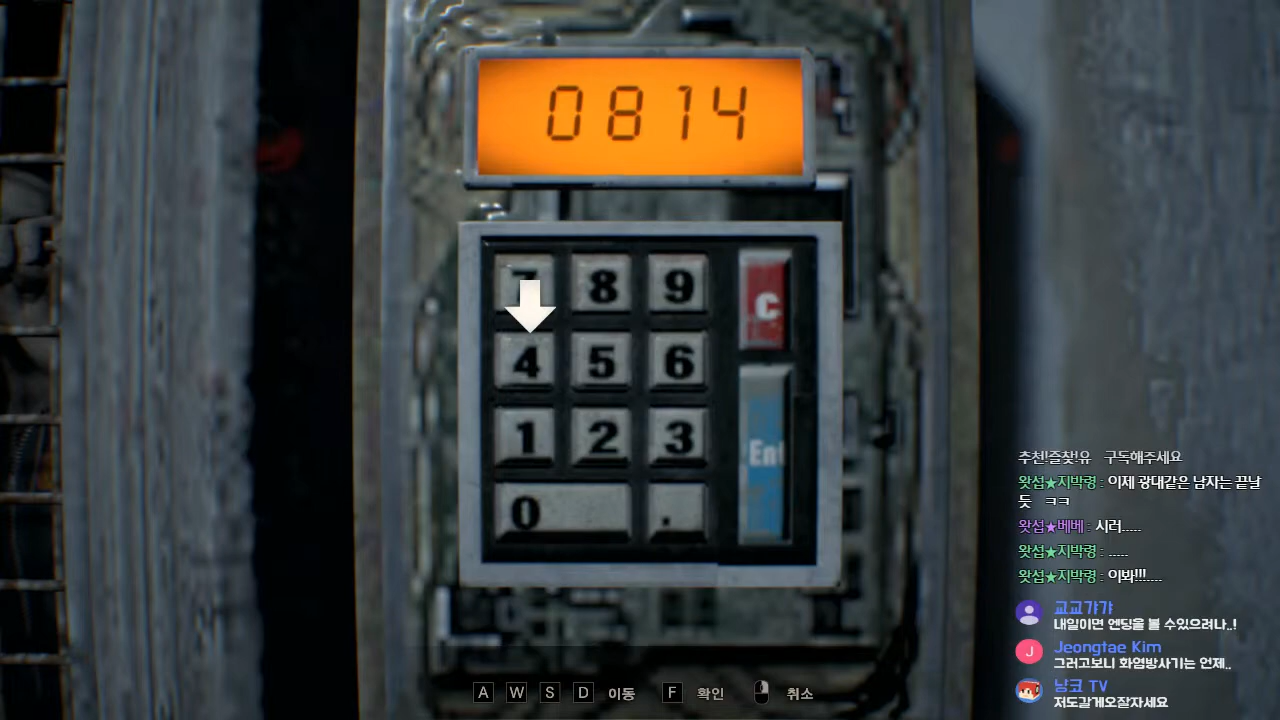 0814
7 8 9 C
4 5 6
1 2 3 Ent
0 .
추천!즐찾!유 구독해주세요
왓섭★지박령 : 이제 광대같은 남자는 끝날
듯 ㅋㅋ
왓섭★베베 : 시러.....
왓섭★지박령 : .....
왓섭★지박령 : 이봐!!!....
교교갸갸
내일이면 엔딩을 볼 수있으려나..!
J Jeongtae Kim
그러고보니 화염방사기는 언제..
냥코 TV
저도갈게요잘자세요
A W S D 이동 F 확인 취소